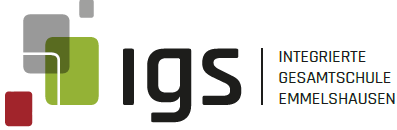 igs
INTEGRIERTE
GESAMTSCHULE
EMMELSHAUSEN